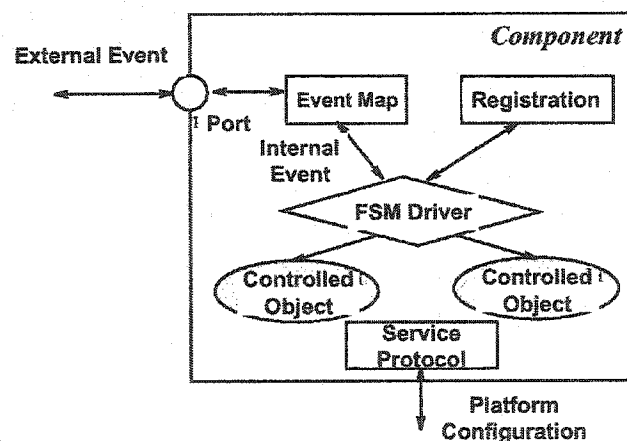 Component
External Event
Event Map
Registration
Port
Internal
Event
FSM Driver
Controlled
Object
Controlled
Object
Service
Protocol
Platform
Configuration